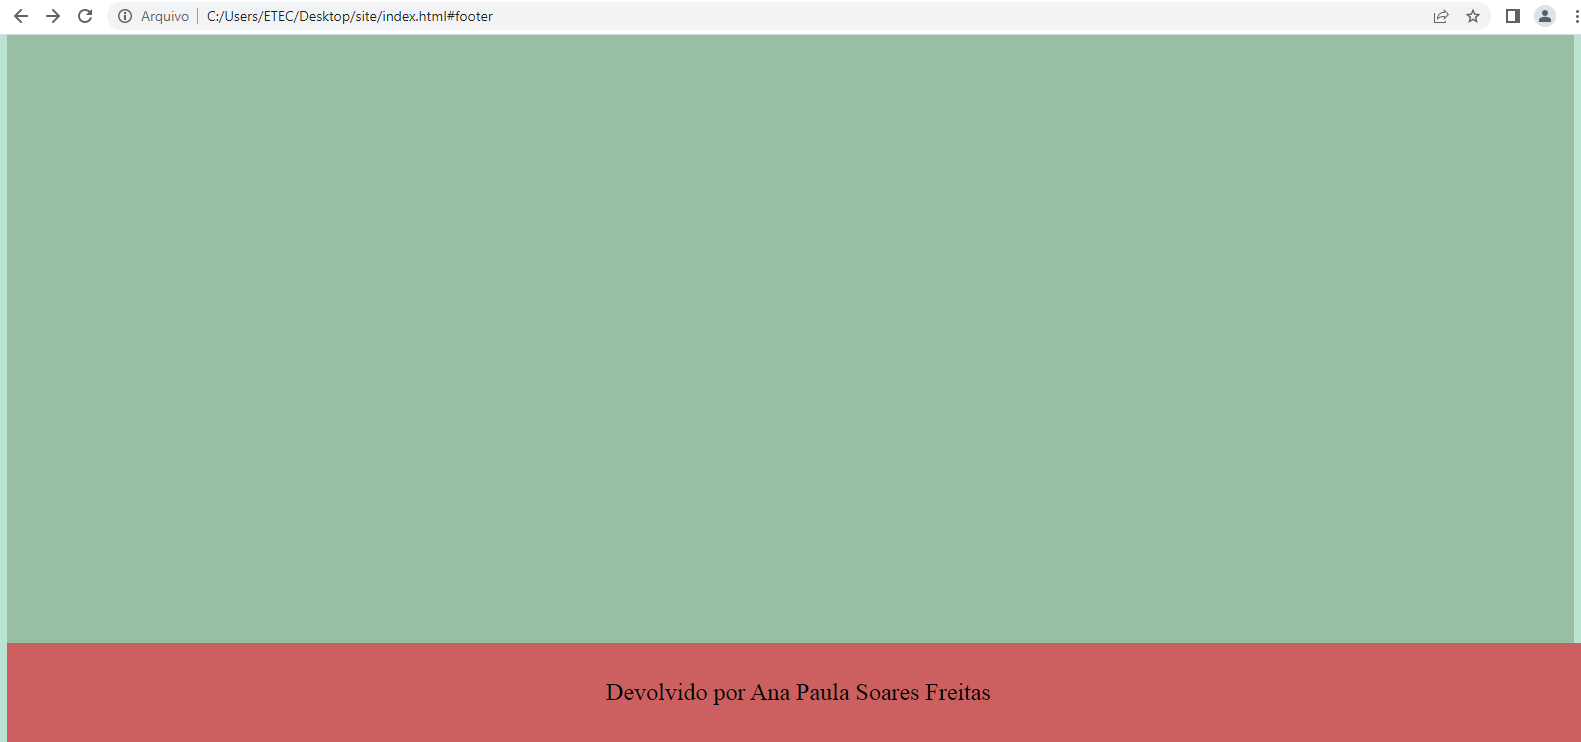 Arquivo C:/Users/ETEC/Desktop/site/index.html#footer
Devolvido por Ana Paula Soares Freitas